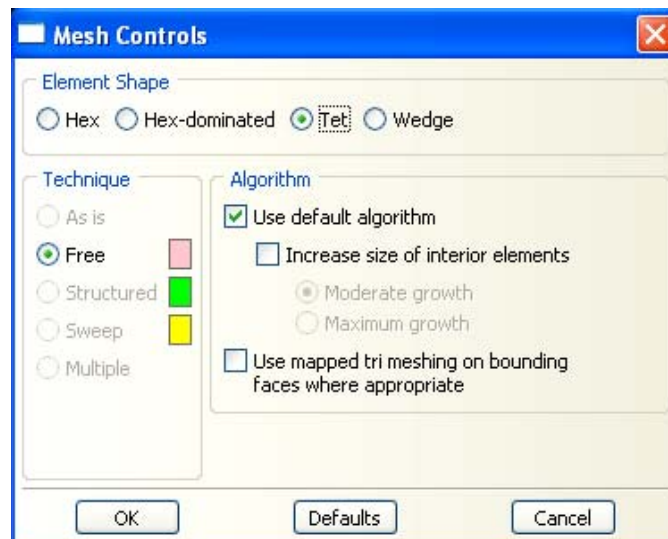 Mesh Controls
Element Shape
Hex Hex-dominated Tet Wedge
Technique
As is
Free
Structured
Sweep
Multiple
Algorithm
Use default algorithm
Increase size of interior elements
Moderate growth
Maximum growth
Use mapped tri meshing on bounding
faces where appropriate
OK Defaults Cancel